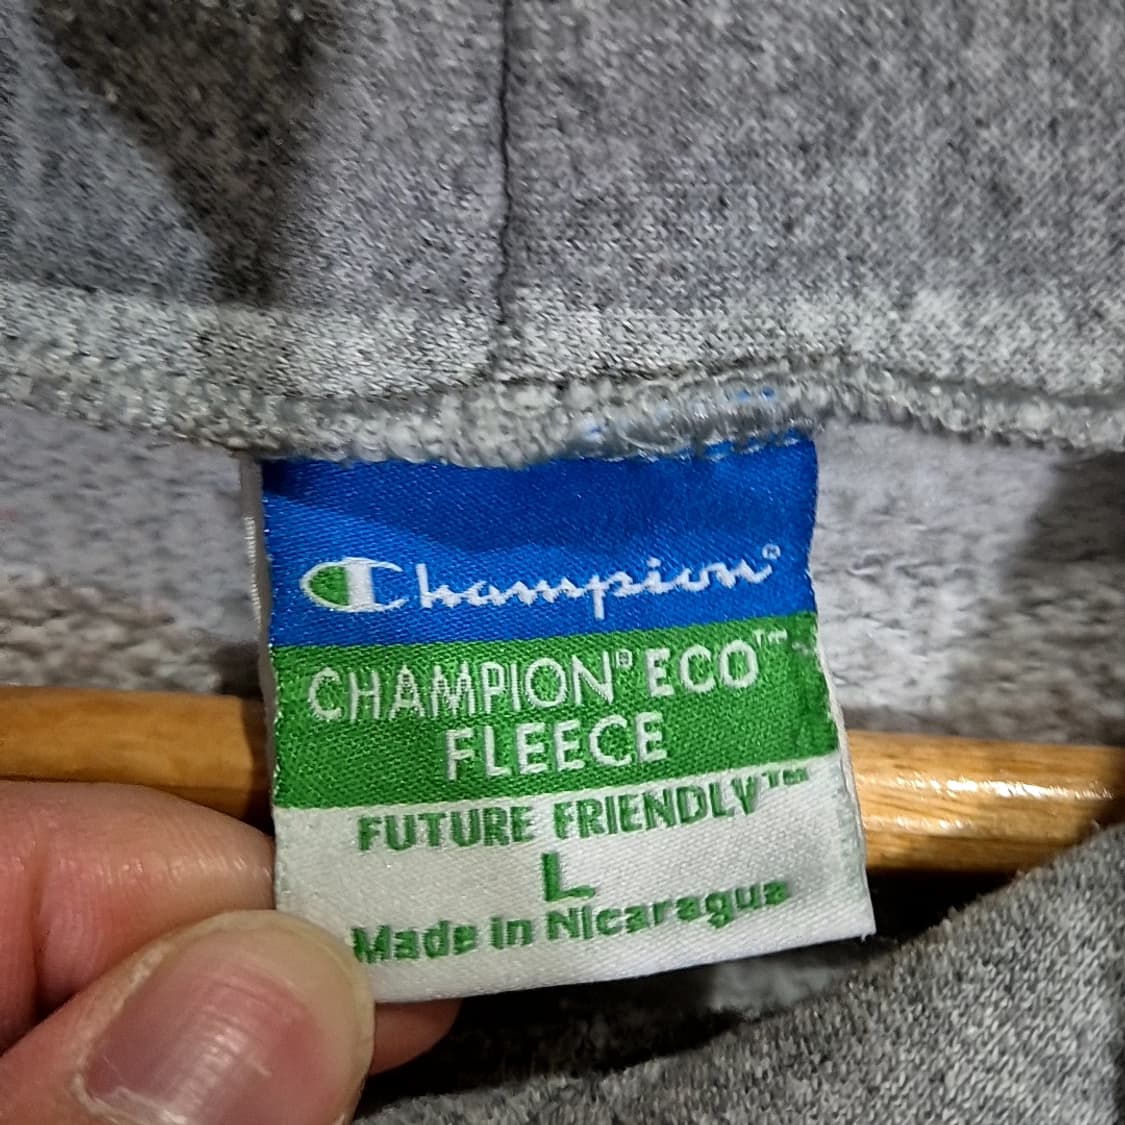 Champion®
CHAMPION® ECO™
FLEECE
FUTURE FRIENDLY™
L
Made in Nicaragua